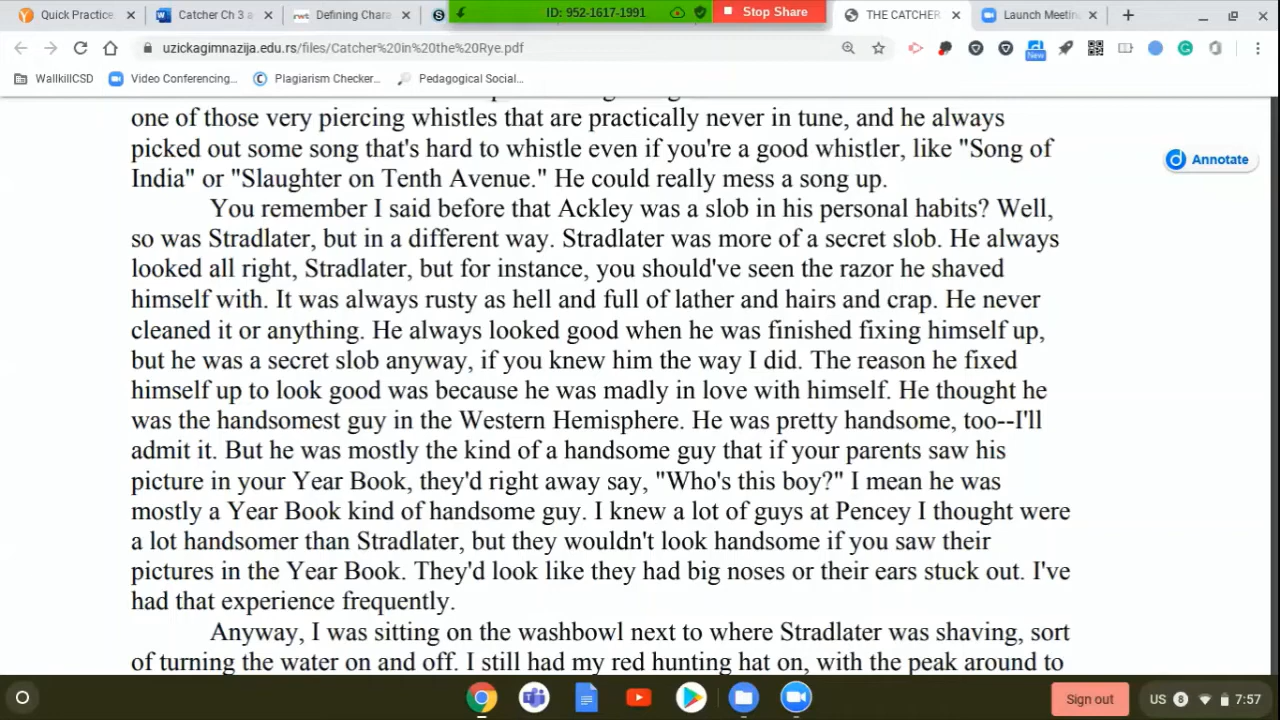 Quick Practice
Catcher Ch 3 a
Defining Chara
ID: 952-1617-1991
Stop Share
THE CATCHER
Launch Meetin
uzickagimnazija.edu.rs/files/Catcher%20in%20the%20Rye.pdf
New
WallkillCSD
Video Conferencing...
Plagiarism Checker...
Pedagogical Social...
one of those very piercing whistles that are practically never in tune, and he always
picked out some song that's hard to whistle even if you're a good whistler, like "Song of
India" or "Slaughter on Tenth Avenue." He could really mess a song up.
Annotate
You remember I said before that Ackley was a slob in his personal habits? Well,
so was Stradlater, but in a different way. Stradlater was more of a secret slob. He always
looked all right, Stradlater, but for instance, you should've seen the razor he shaved
himself with. It was always rusty as hell and full of lather and hairs and crap. He never
cleaned it or anything. He always looked good when he was finished fixing himself up,
but he was a secret slob anyway, if you knew him the way I did. The reason he fixed
himself up to look good was because he was madly in love with himself. He thought he
was the handsomest guy in the Western Hemisphere. He was pretty handsome, too--I'll
admit it. But he was mostly the kind of a handsome guy that if your parents saw his
picture in your Year Book, they'd right away say, "Who's this boy?" I mean he was
mostly a Year Book kind of handsome guy. I knew a lot of guys at Pencey I thought were
a lot handsomer than Stradlater, but they wouldn't look handsome if you saw their
pictures in the Year Book. They'd look like they had big noses or their ears stuck out. I've
had that experience frequently.
Anyway, I was sitting on the washbowl next to where Stradlater was shaving, sort
of turning the water on and off. I still had my red hunting hat on, with the peak around to
Sign out
US
8
7:57